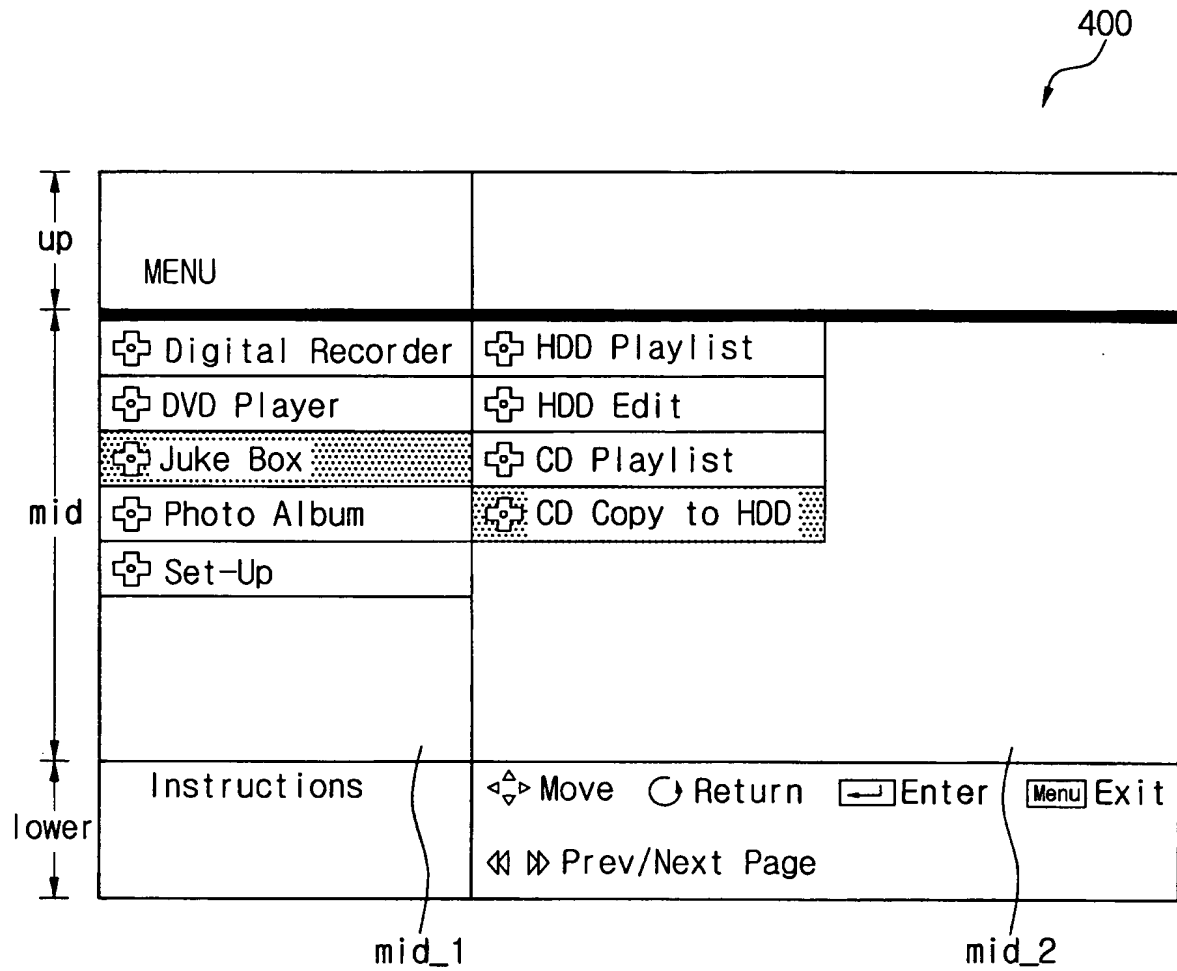 400
up
MENU
mid
Digital Recorder
DVD Player
Juke Box
Photo Album
Set-Up
HDD Playlist
HDD Edit
CD Playlist
CD Copy to HDD
lower
Instructions
Move Return Enter Menu Exit
Prev/Next Page
mid_1 mid_2